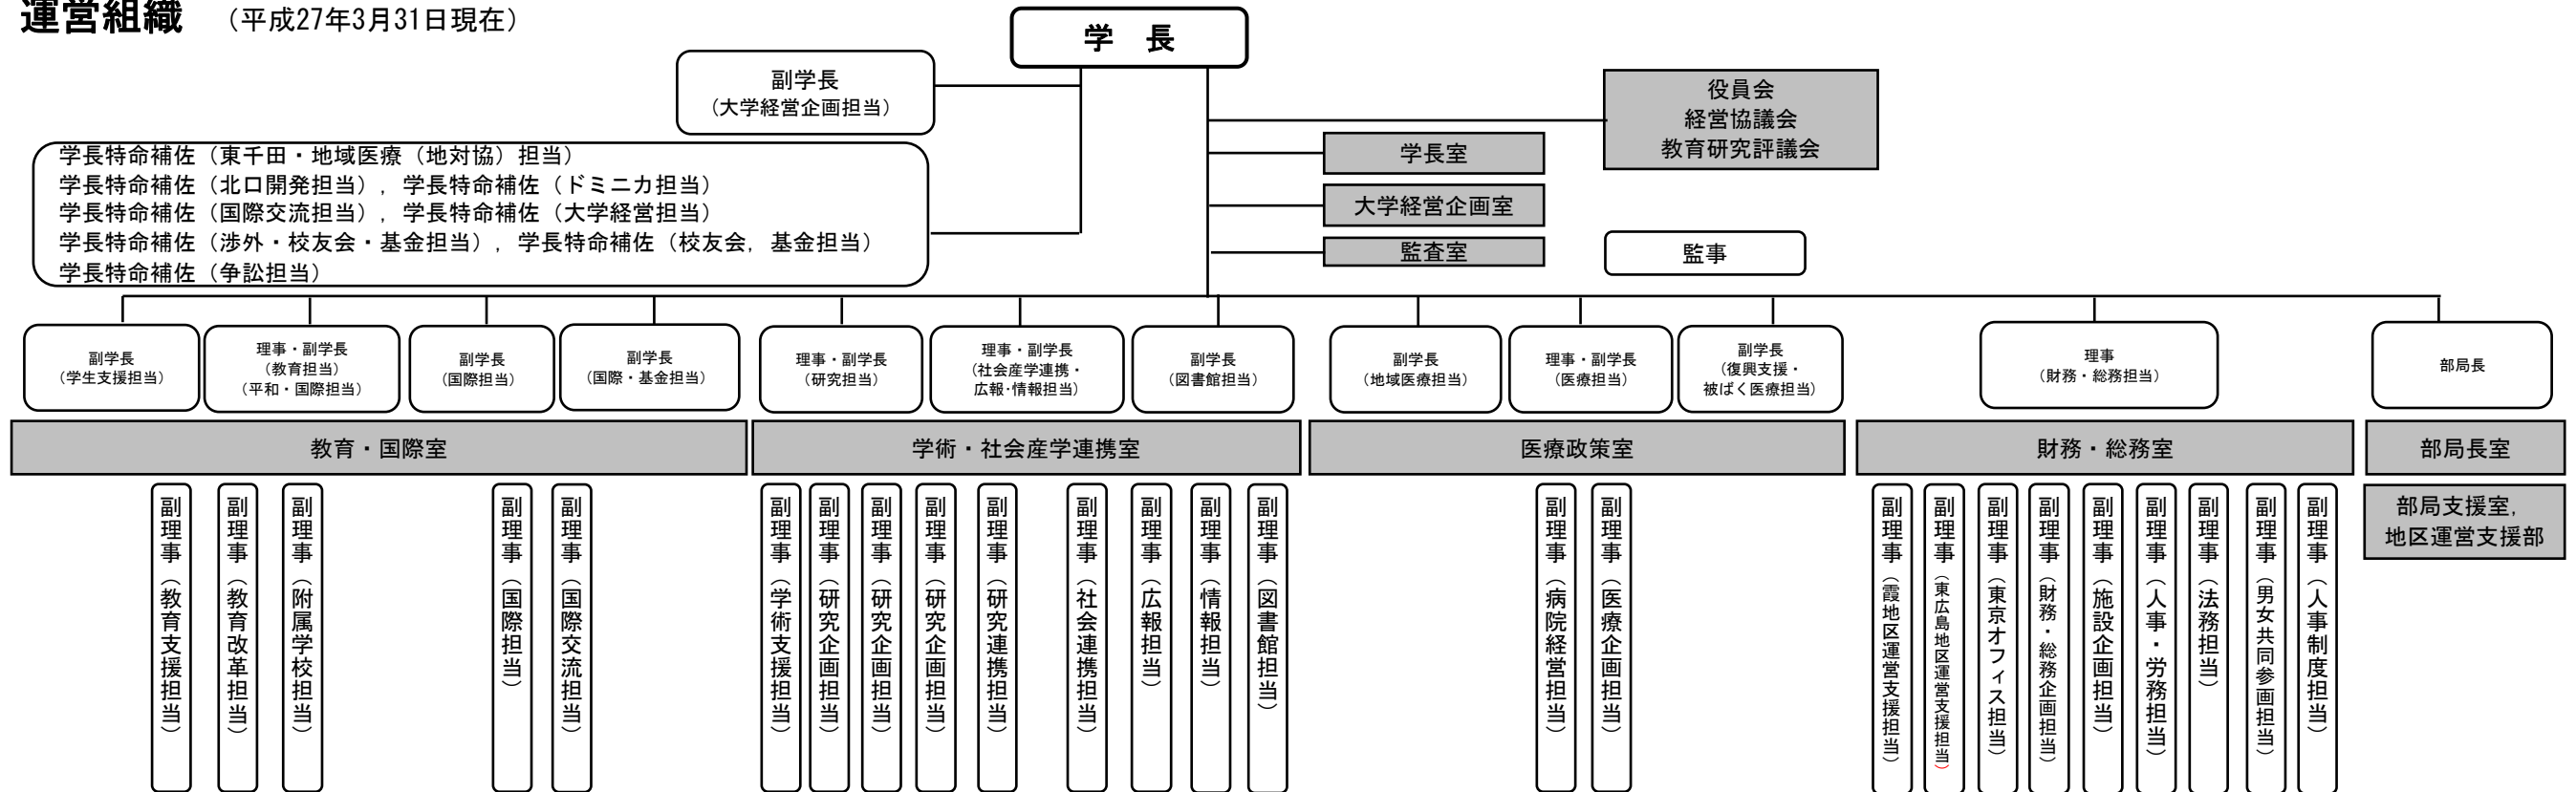 運営組織 （平成27年3月31日現在）
学 長
副学長
（大学経営企画担当）
役員会
経営協議会
教育研究評議会
学長室
大学経営企画室
監査室
監事
学長特命補佐（東千田・地域医療（地対協）担当）
学長特命補佐（北口開発担当），学長特命補佐（ドミニカ担当）
学長特命補佐（国際交流担当），学長特命補佐（大学経営担当）
学長特命補佐（渉外・校友会・基金担当），学長特命補佐（校友会，基金担当）
学長特命補佐（争訟担当）
副学長
（学生支援担当）
理事・副学長
（教育担当）
（平和・国際担当）
副学長
（国際担当）
副学長
（国際・基金担当）
理事・副学長
（研究担当）
理事・副学長
（社会産学連携・
広報・情報担当）
副学長
（図書館担当）
副学長
（地域医療担当）
理事・副学長
（医療担当）
副学長
（復興支援・
被ばく医療担当）
理事
（財務・総務担当）
部局長
教育・国際室
学術・社会産学連携室
医療政策室
財務・総務室
部局長室
部局支援室，
地区運営支援部
副理事（教育支援担当）
副理事（教育改革担当）
副理事（附属学校担当）
副理事（国際担当）
副理事（国際交流担当）
副理事（学術支援担当）
副理事（研究企画担当）
副理事（研究企画担当）
副理事（研究企画担当）
副理事（研究連携担当）
副理事（社会連携担当）
副理事（広報担当）
副理事（情報担当）
副理事（図書館担当）
副理事（病院経営担当）
副理事（医療企画担当）
副理事（霞地区運営支援担当）
副理事（東広島地区運営支援担当）
副理事（東京オフィス担当）
副理事（財務・総務企画担当）
副理事（施設企画担当）
副理事（人事・労務担当）
副理事（法務担当）
副理事（男女共同参画担当）
副理事（人事制度担当）